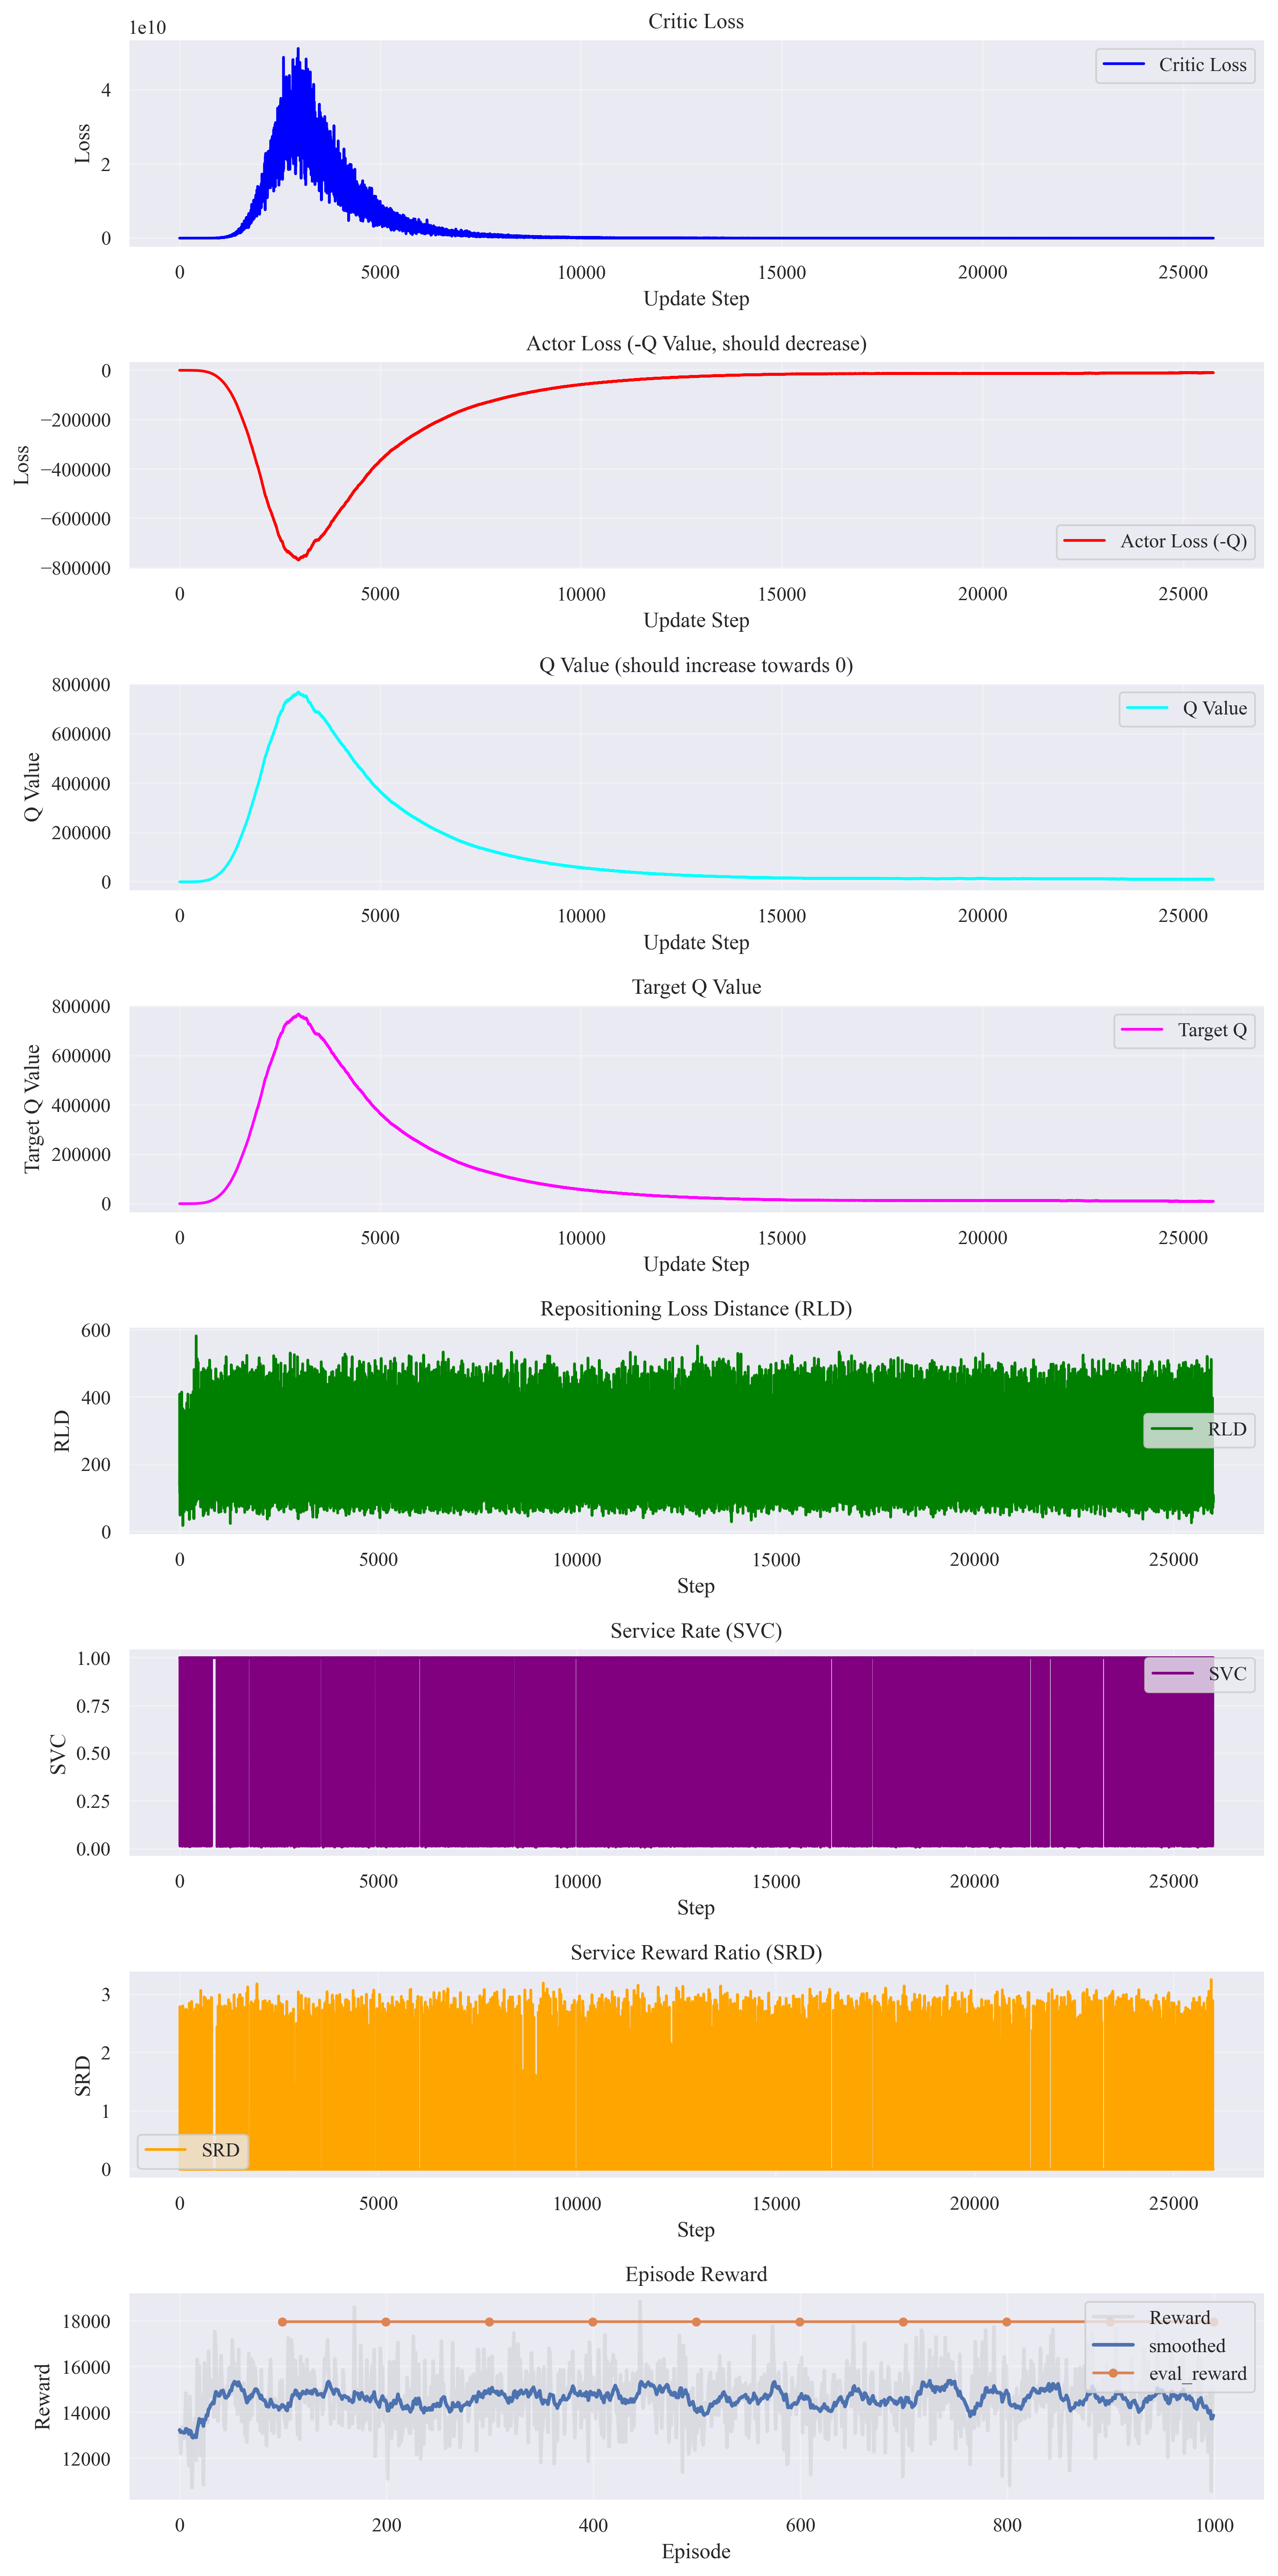 Critic Loss
1e10
Critic Loss
4
2
0
Loss
0 5000 10000 15000 20000 25000
Update Step
Actor Loss (-Q Value, should decrease)
0
−200000
−400000
−600000
−800000
Loss
Actor Loss (-Q)
0 5000 10000 15000 20000 25000
Update Step
Q Value (should increase towards 0)
800000
600000
400000
200000
0
Q Value
Q Value
0 5000 10000 15000 20000 25000
Update Step
Target Q Value
800000
600000
400000
200000
0
Target Q Value
Target Q
0 5000 10000 15000 20000 25000
Update Step
Repositioning Loss Distance (RLD)
600
400
200
0
RLD
RLD
0 5000 10000 15000 20000 25000
Step
Service Rate (SVC)
1.00
0.75
0.50
0.25
0.00
SVC
SVC
0 5000 10000 15000 20000 25000
Step
Service Reward Ratio (SRD)
3
2
1
0
SRD
SRD
0 5000 10000 15000 20000 25000
Step
Episode Reward
18000
16000
14000
12000
Reward
Reward
smoothed
eval_reward
0 200 400 600 800 1000
Episode